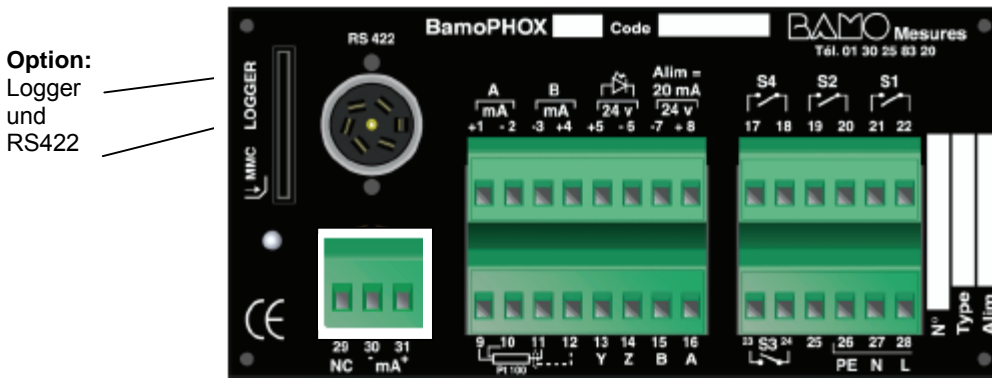 Option:
Logger
und
RS422
MMC LOGGER
RS 422
BamoPHOX Code
BAMO Mesures
Tél. 01 30 25 83 20
A B Alim =
20 mA
mA mA 24 v 24 v
+1 -2 -3 +4 +5 -6 -7 +8
S4 S2 S1
17 18 19 20 21 22
CE
29 30 31
NC - mA +
9 10 11 12 13 14 15 16
Pt 100 Y Z B A
23 S3 24 25 26 27 28
PE N L
N°
Type
Alim